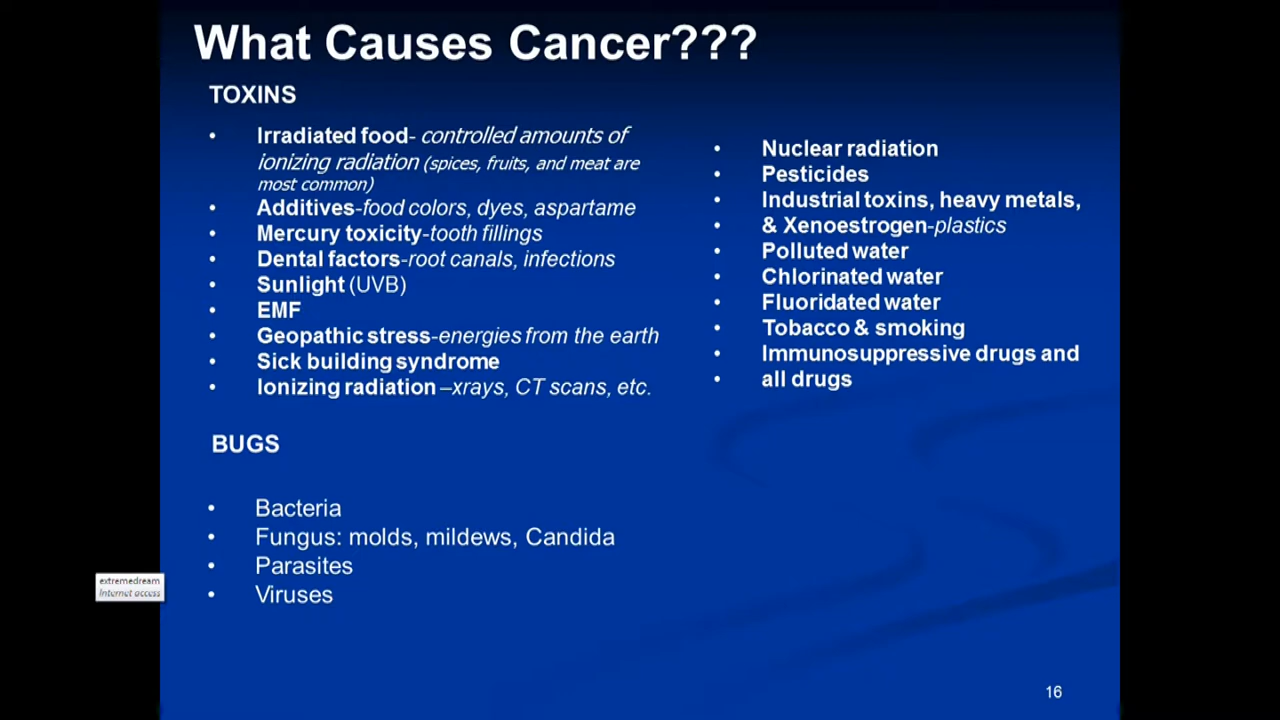 What Causes Cancer???
TOXINS
• Irradiated food- controlled amounts of
ionizing radiation (spices, fruits, and meat are
most common)
• Additives-food colors, dyes, aspartame
• Mercury toxicity-tooth fillings
• Dental factors-root canals, infections
• Sunlight (UVB)
• EMF
• Geopathic stress-energies from the earth
• Sick building syndrome
• Ionizing radiation –xrays, CT scans, etc.
• Nuclear radiation
• Pesticides
• Industrial toxins, heavy metals,
• & Xenoestrogen-plastics
• Polluted water
• Chlorinated water
• Fluoridated water
• Tobacco & smoking
• Immunosuppressive drugs and
• all drugs
BUGS
• Bacteria
• Fungus: molds, mildews, Candida
• Parasites
• Viruses
extremedream
Internet access
16